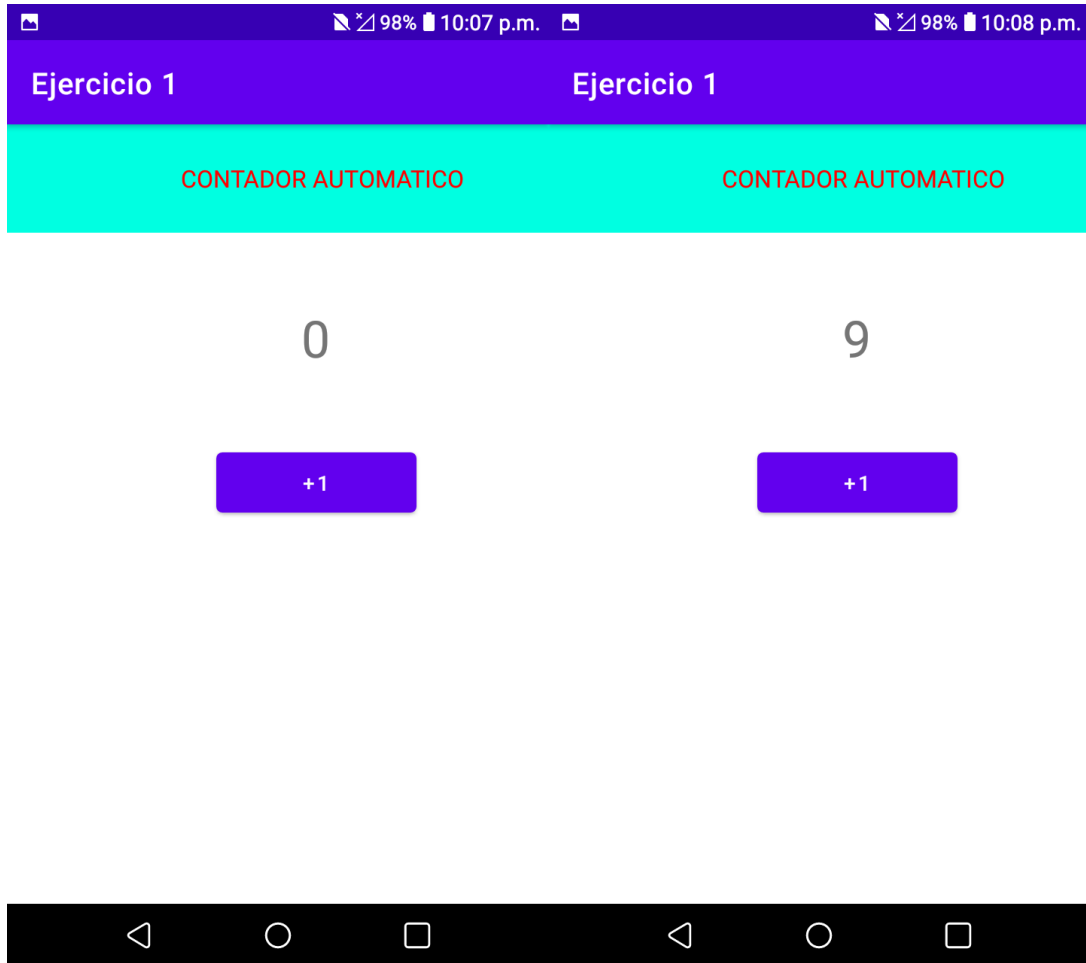 98% 10:07 p.m.
Ejercicio 1
CONTADOR AUTOMATICO
0
+1
98% 10:08 p.m.
Ejercicio 1
CONTADOR AUTOMATICO
9
+1